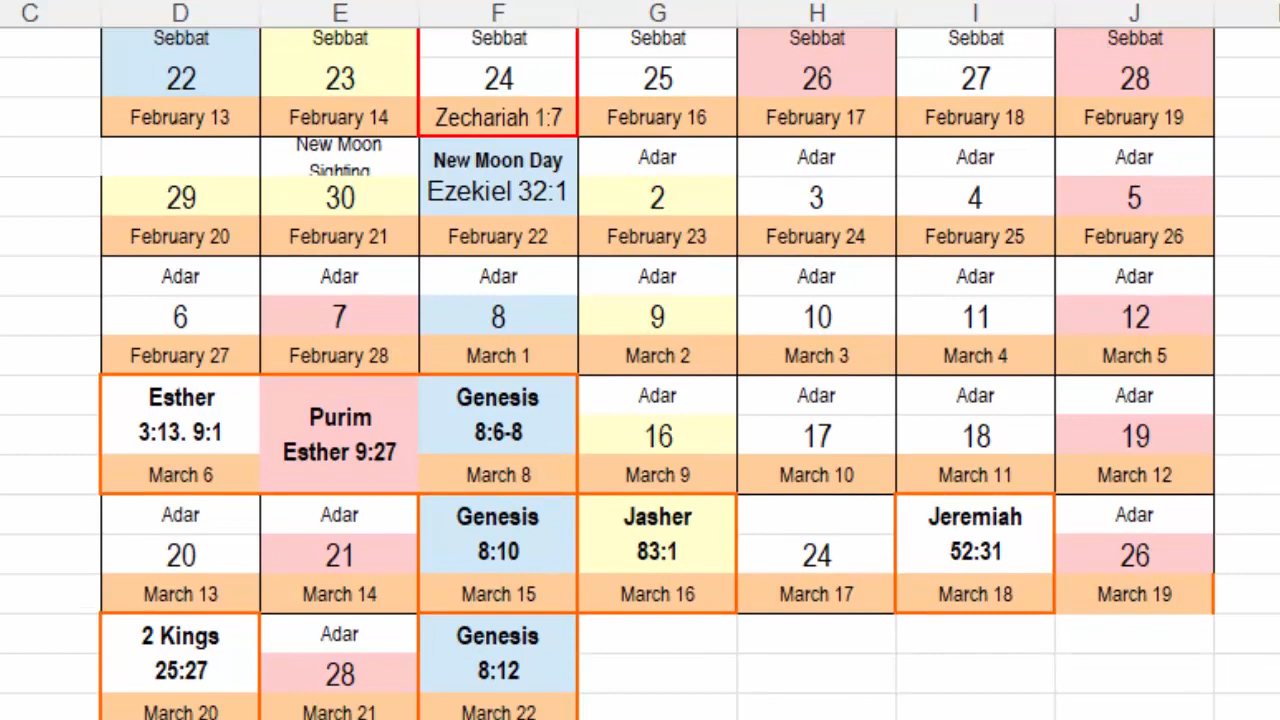 C D E F G H I J
Sebbat Sebbat Sebbat Sebbat Sebbat Sebbat Sebbat
22 23 24 25 26 27 28
February 13 February 14 Zechariah 1:7 February 16 February 17 February 18 February 19
New Moon Sighting New Moon Day Adar Adar Adar Adar
29 30 Ezekiel 32:1 2 3 4 5
February 20 February 21 February 22 February 23 February 24 February 25 February 26
Adar Adar Adar Adar Adar Adar Adar
6 7 8 9 10 11 12
February 27 February 28 March 1 March 2 March 3 March 4 March 5
Esther Purim Genesis Adar Adar Adar Adar
3:13. 9:1 Esther 9:27 8:6-8 16 17 18 19
March 6 March 8 March 9 March 10 March 11 March 12
Adar Adar Genesis Jasher Jeremiah Adar
20 21 8:10 83:1 24 52:31 26
March 13 March 14 March 15 March 16 March 17 March 18 March 19
2 Kings Adar Genesis
25:27 28 8:12
March 20 March 21 March 22